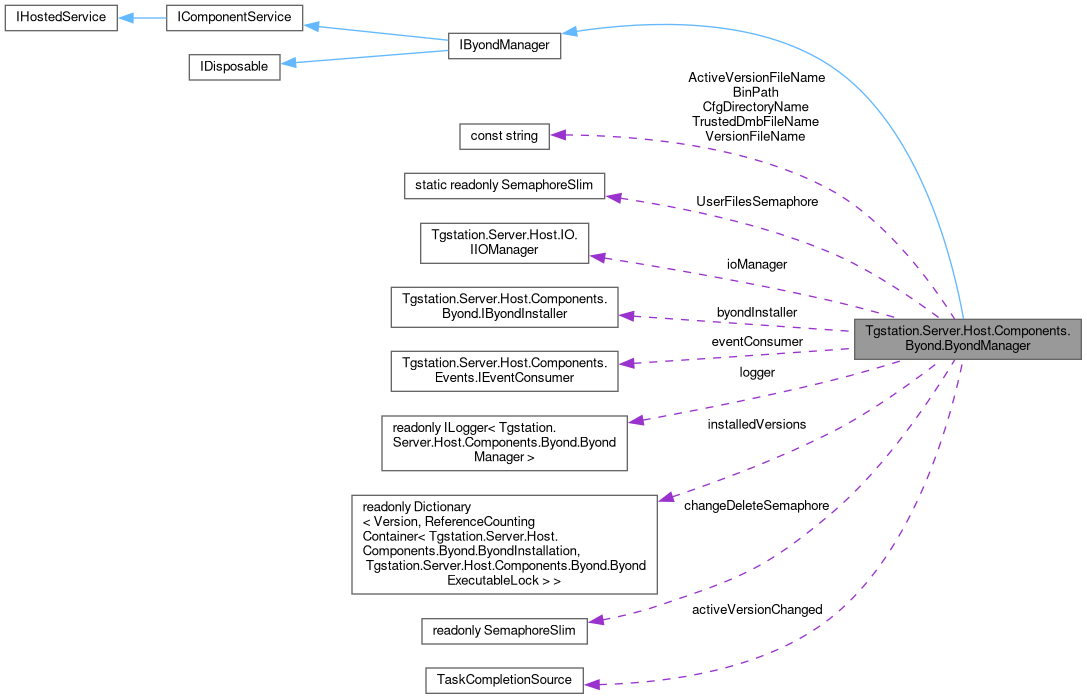 IHostedService
IComponentService
IByondManager
IDisposable
ActiveVersionFileName
BinPath
CfgDirectoryName
TrustedDmbFileName
VersionFileName
const string
static readonly SemaphoreSlim
UserFilesSemaphore
Tgstation.Server.Host.IO.
IIOManager
ioManager
Tgstation.Server.Host.Components.
Byond.IByondInstaller
byondInstaller
Tgstation.Server.Host.Components.
Byond.ByondManager
eventConsumer
Tgstation.Server.Host.Components.
Events.IEventConsumer
logger
readonly ILogger< Tgstation.
Server.Host.Components.Byond.Byond
Manager >
installedVersions
readonly Dictionary
< Version, ReferenceCounting
Container< Tgstation.Server.Host.
Components.Byond.ByondInstallation,
Tgstation.Server.Host.Components.Byond.Byond
ExecutableLock > >
changeDeleteSemaphore
readonly SemaphoreSlim
activeVersionChanged
TaskCompletionSource